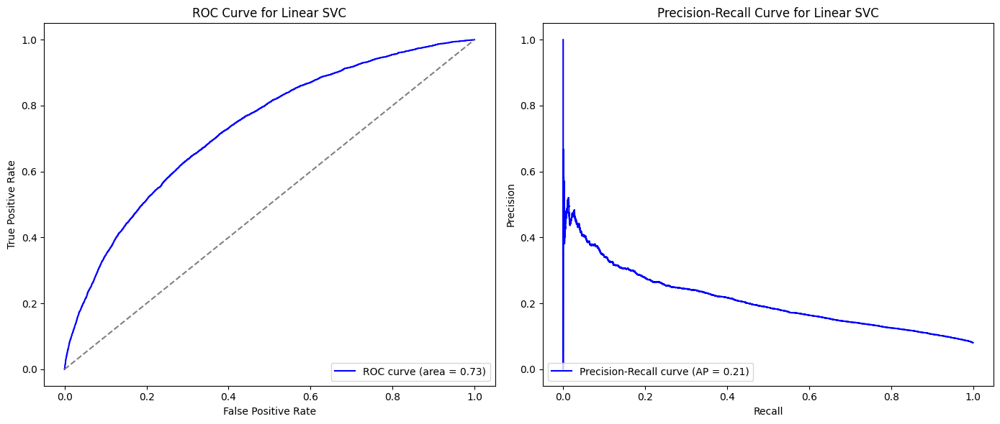 ROC Curve for Linear SVC
1.0
0.8
0.6
0.4
0.2
0.0
True Positive Rate
ROC curve (area = 0.73)
0.0 0.2 0.4 0.6 0.8 1.0
False Positive Rate
Precision-Recall Curve for Linear SVC
1.0
0.8
0.6
0.4
0.2
0.0
Precision
Precision-Recall curve (AP = 0.21)
0.0 0.2 0.4 0.6 0.8 1.0
Recall